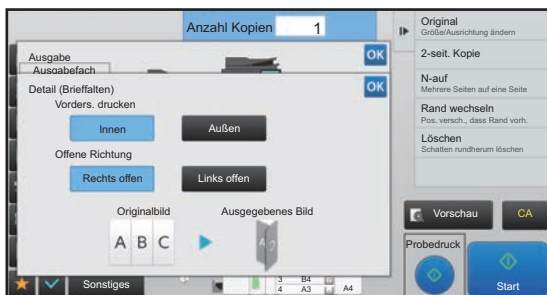 Anzahl Kopien 1
Ausgabe
OK
Ausgabefach
Detail (Brieffalten)
OK
Vorders. drucken
Innen
Außen
Offene Richtung
Rechts offen
Links offen
Originalbild
Ausgegebenes Bild
A B C
Sonstiges
3 B4
4 A3
A4
Original
Größe/Ausrichtung ändern
2-seit. Kopie
N-auf
Mehrere Seiten auf eine Seite
Rand wechseln
Pos. versch., dass Rand vorh.
Löschen
Schatten rundherum löschen
Vorschau
CA
Probedruck
Start